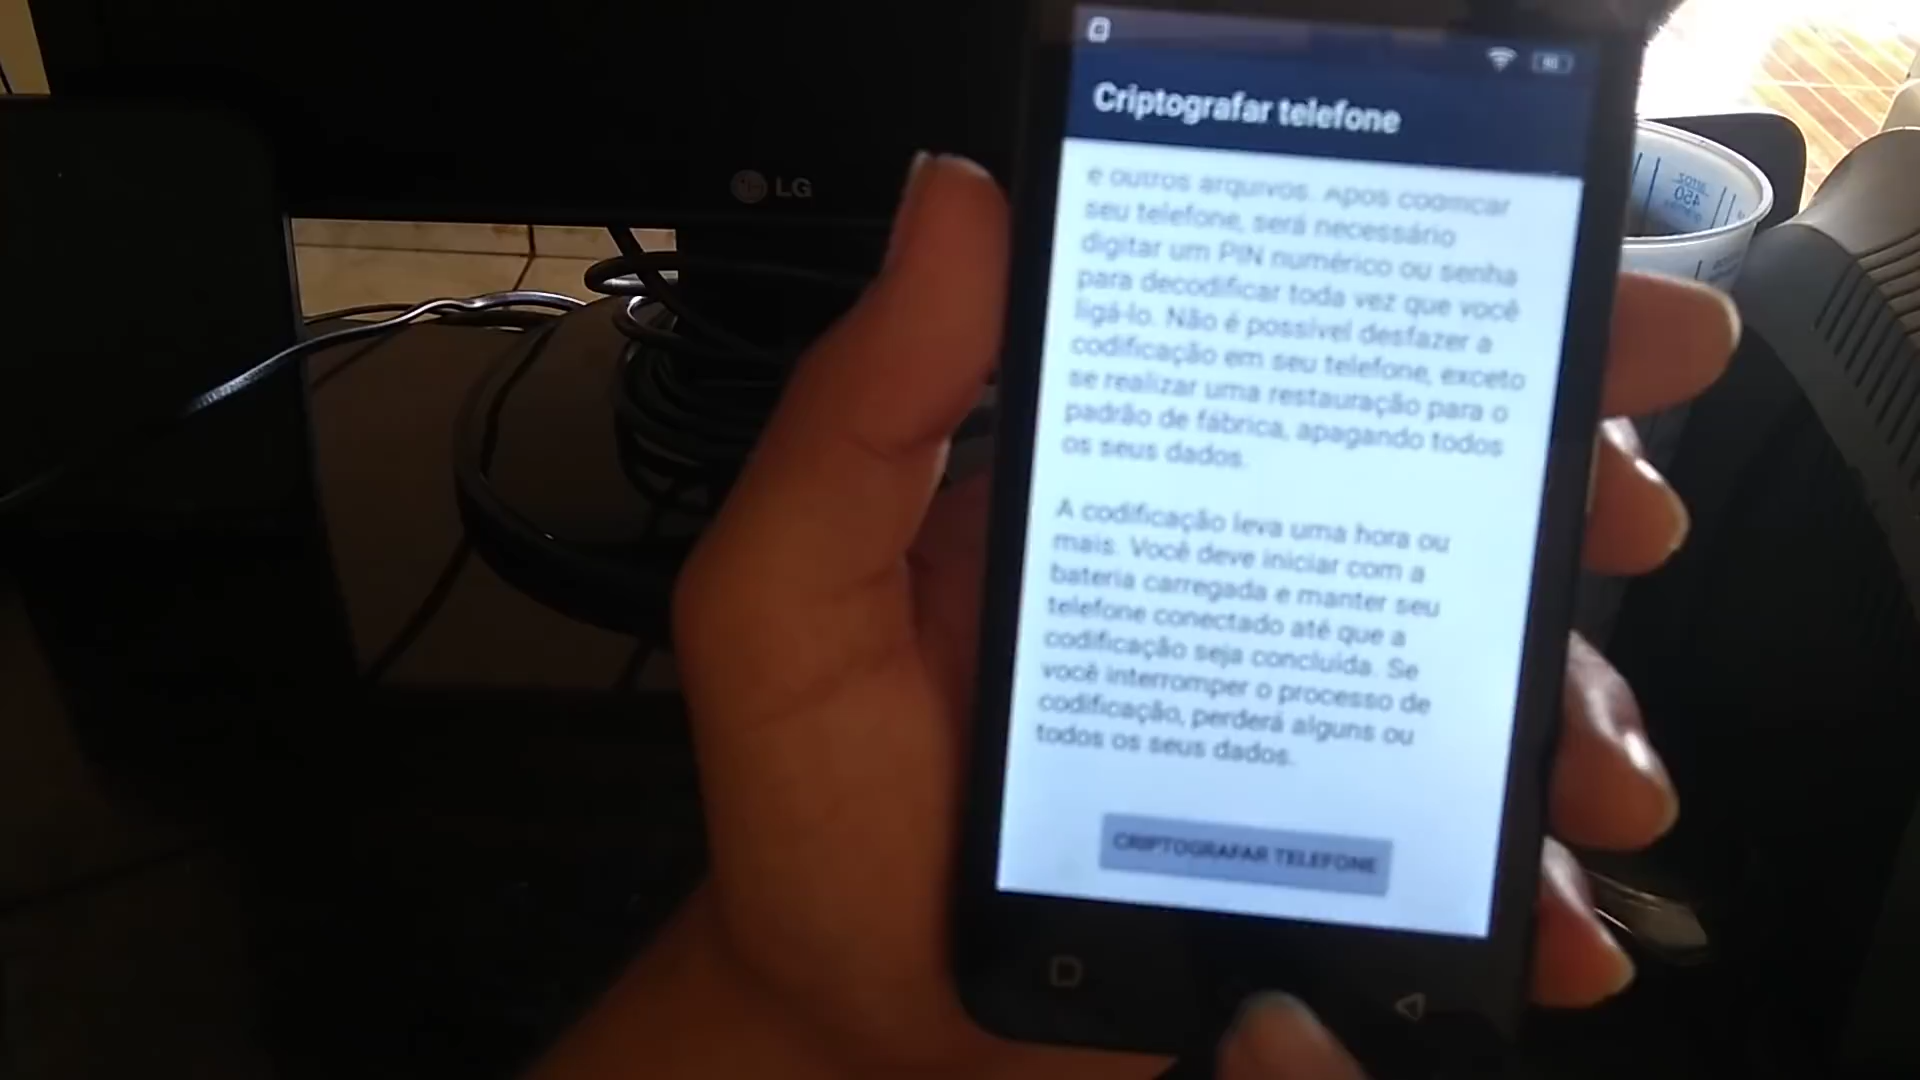 Criptografar telefone
e outros arquivos. Após codificar
seu telefone, será necessário
digitar um PIN numérico ou senha
para decodificar toda vez que você
ligá-lo. Não é possível desfazer a
codificação em seu telefone, exceto
se realizar uma restauração para o
padrão de fábrica, apagando todos
os seus dados.
A codificação leva uma hora ou
mais. Você deve iniciar com a
bateria carregada e manter seu
telefone conectado até que a
codificação seja concluída. Se
você interromper o processo de
codificação, perderá alguns ou
todos os seus dados.
CRIPTOGRAFAR TELEFONE
LG
450